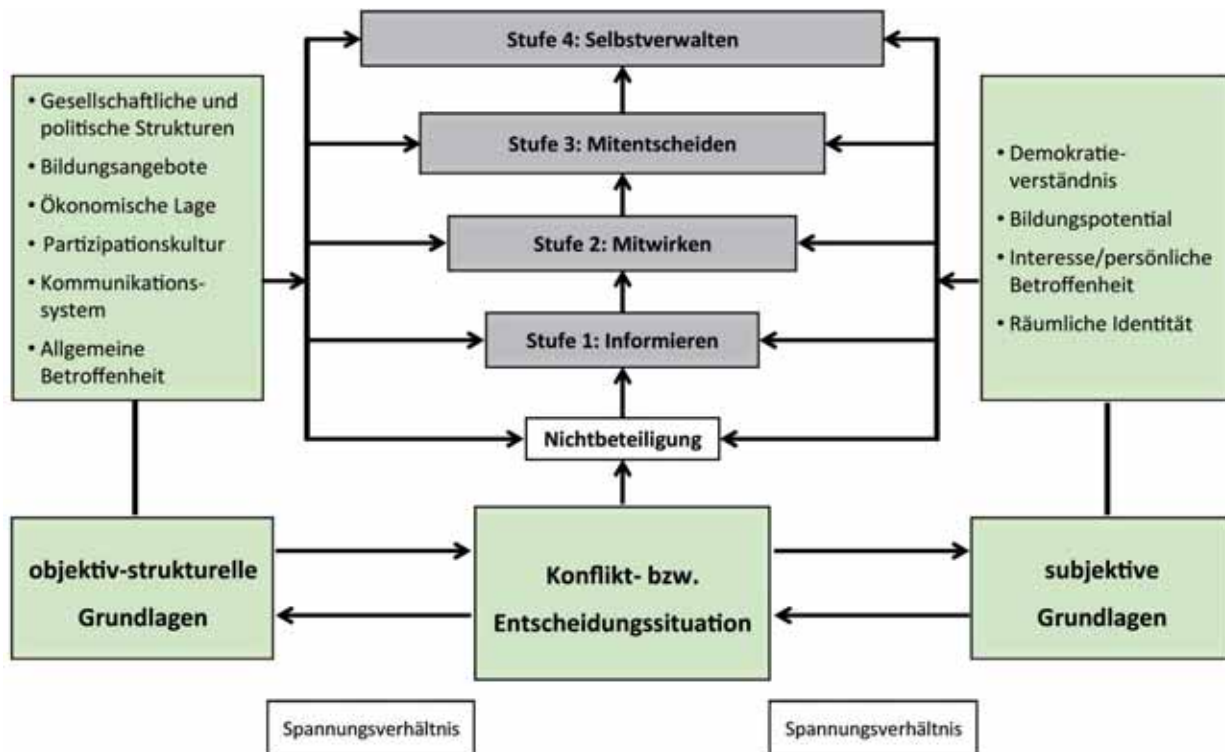 Stufe 4: Selbstverwalten
Stufe 3: Mitentscheiden
Stufe 2: Mitwirken
Stufe 1: Informieren
Nichtbeteiligung
• Gesellschaftliche und
politische Strukturen
• Bildungsangebote
• Ökonomische Lage
• Partizipationskultur
• Kommunikations-
system
• Allgemeine
Betroffenheit
• Demokratie-
verständnis
• Bildungspotential
• Interesse/persönliche
Betroffenheit
• Räumliche Identität
objektiv-strukturelle
Grundlagen
Konflikt- bzw.
Entscheidungssituation
subjektive
Grundlagen
Spannungsverhältnis
Spannungsverhältnis